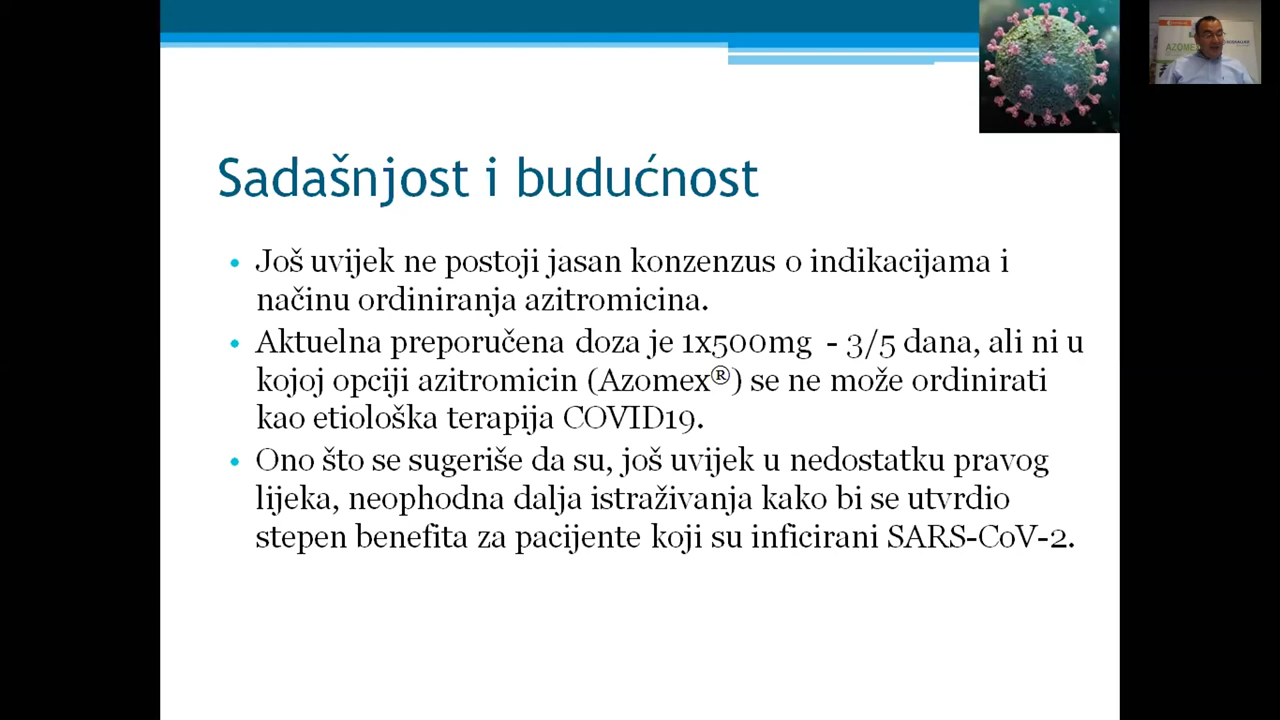 Sadašnjost i budućnost
• Još uvijek ne postoji jasan konzenzus o indikacijama i
načinu ordiniranja azitromicina.
• Aktuelna preporučena doza je 1x500mg - 3/5 dana, ali ni u
kojoj opciji azitromicin (Azomex®) se ne može ordinirati
kao etiološka terapija COVID19.
• Ono što se sugeriše da su, još uvijek u nedostatku pravog
lijeka, neophodna dalja istraživanja kako bi se utvrdio
stepen benefita za pacijente koji su inficirani SARS-CoV-2.